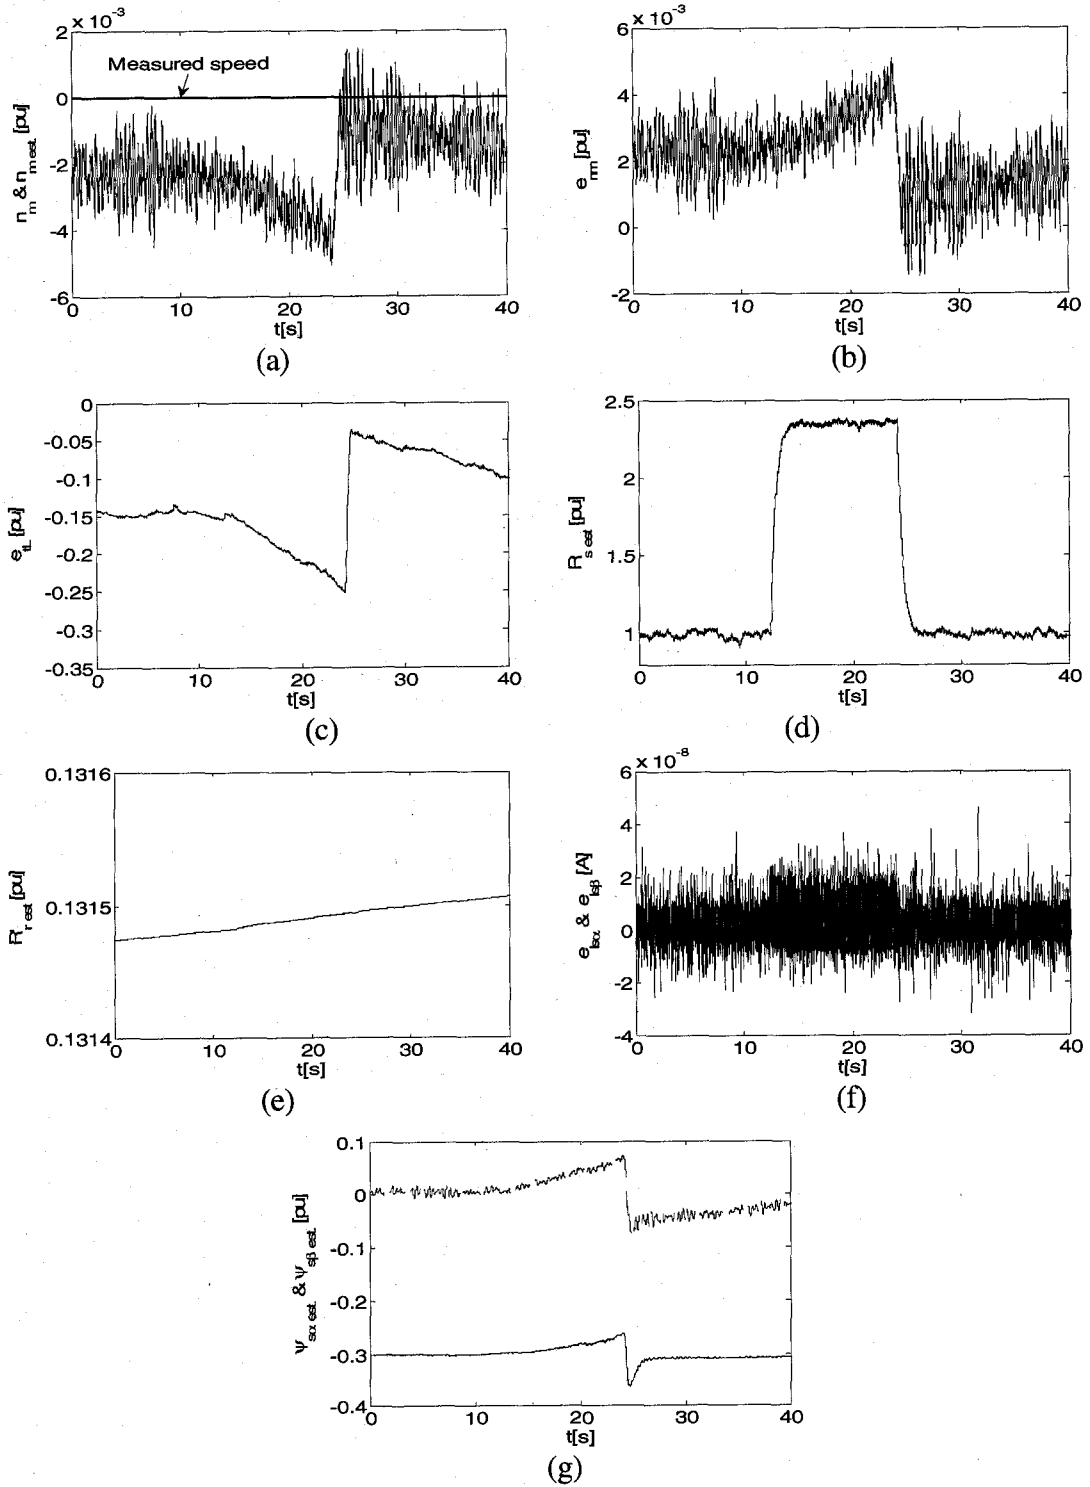 2 × 10⁻³
Measured speed
0
-2
-4
-6
n_m & n_m est. [pu]
0 10 20 30 40
t[s]
(a)
6 × 10⁻³
4
2
0
-2
e_nm [pu]
0 10 20 30 40
t[s]
(b)
0
-0.05
-0.1
-0.15
-0.2
-0.25
-0.3
-0.35
e_tL [pu]
0 10 20 30 40
t[s]
(c)
2.5
2
1.5
1
R_s est [pu]
0 10 20 30 40
t[s]
(d)
0.1316
0.1315
0.1314
R_r est [pu]
0 10 20 30 40
t[s]
(e)
6 × 10⁻⁸
4
2
0
-2
-4
e_Isα & e_Isβ [A]
0 10 20 30 40
t[s]
(f)
0.1
0
-0.1
-0.2
-0.3
-0.4
ψ_sα est. & ψ_sβ est. [pu]
0 10 20 30 40
t[s]
(g)